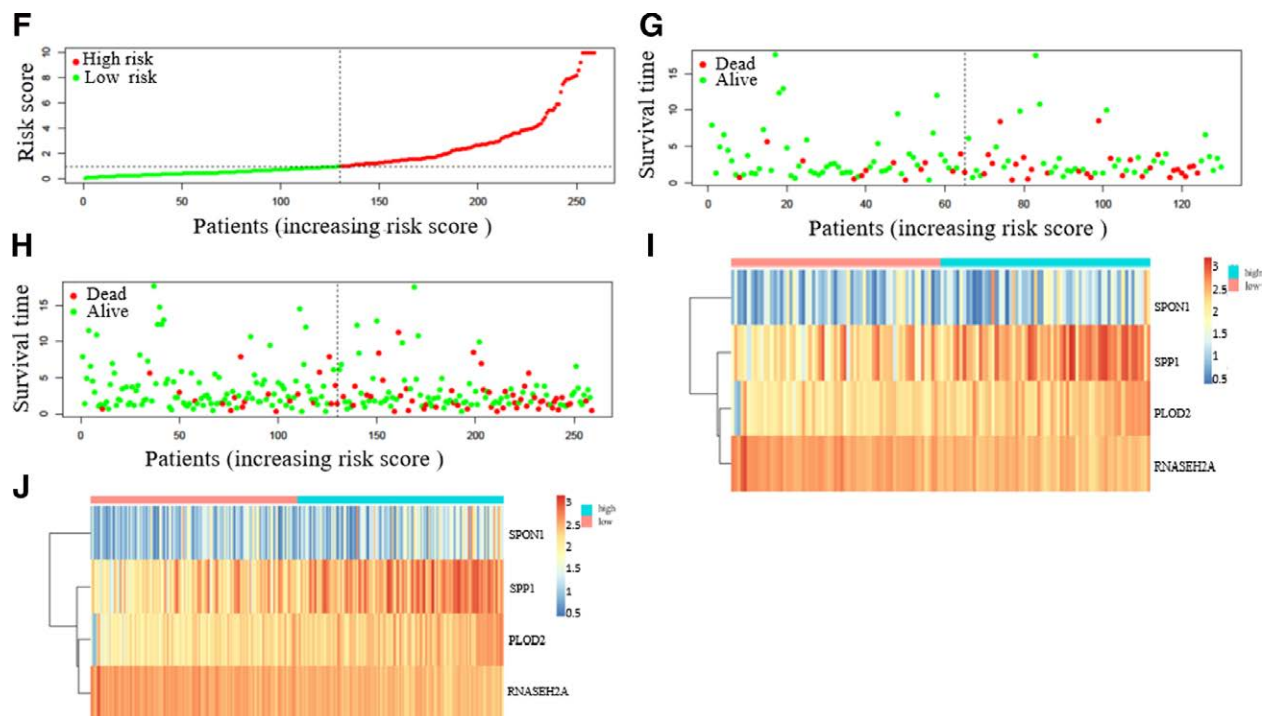 F
High risk
Low risk
Risk score
0
2
4
6
8
10
0
50
100
150
200
250
Patients (increasing risk score )
G
Dead
Alive
Survival time
0
5
10
15
0
20
40
60
80
100
120
Patients (increasing risk score )
H
Dead
Alive
Survival time
0
5
10
15
0
50
100
150
200
250
Patients (increasing risk score )
I
SPON1
SPP1
PLOD2
RNASEH2A
3
2.5
2
1.5
1
0.5
high
low
J
SPON1
SPP1
PLOD2
RNASEH2A
3
2.5
2
1.5
1
0.5
high
low